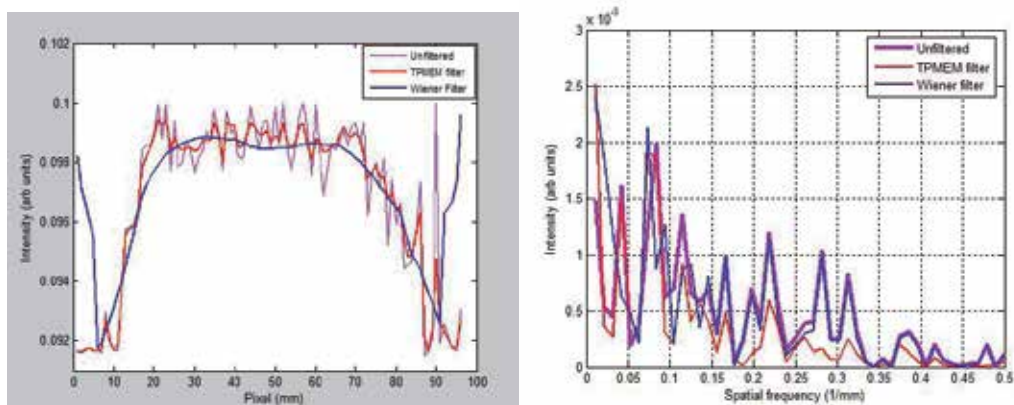 0.102
0.1
0.098
0.096
0.094
0.092
Intensity (arb units)
Unfiltered
TPMEM filter
Wiener Filter
0 10 20 30 40 50 60 70 80 90 100
Pixel (mm)
x 10⁻³
3
2.5
2
1.5
1
0.5
0
Intensity (arb units)
Unfiltered
TPMEM filter
Wiener filter
0 0.05 0.1 0.15 0.2 0.25 0.3 0.35 0.4 0.45 0.5
Spatial frequency (1/mm)